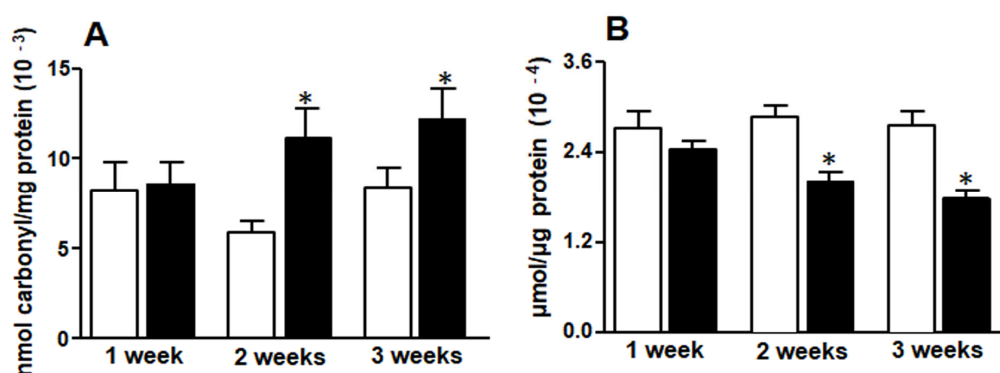 A
nmol carbonyl/mg protein (10 -3)
15
10
5
0
*
*
1 week 2 weeks 3 weeks
B
µmol/µg protein (10 -4)
3.6
2.4
1.2
0.0
*
*
1 week 2 weeks 3 weeks